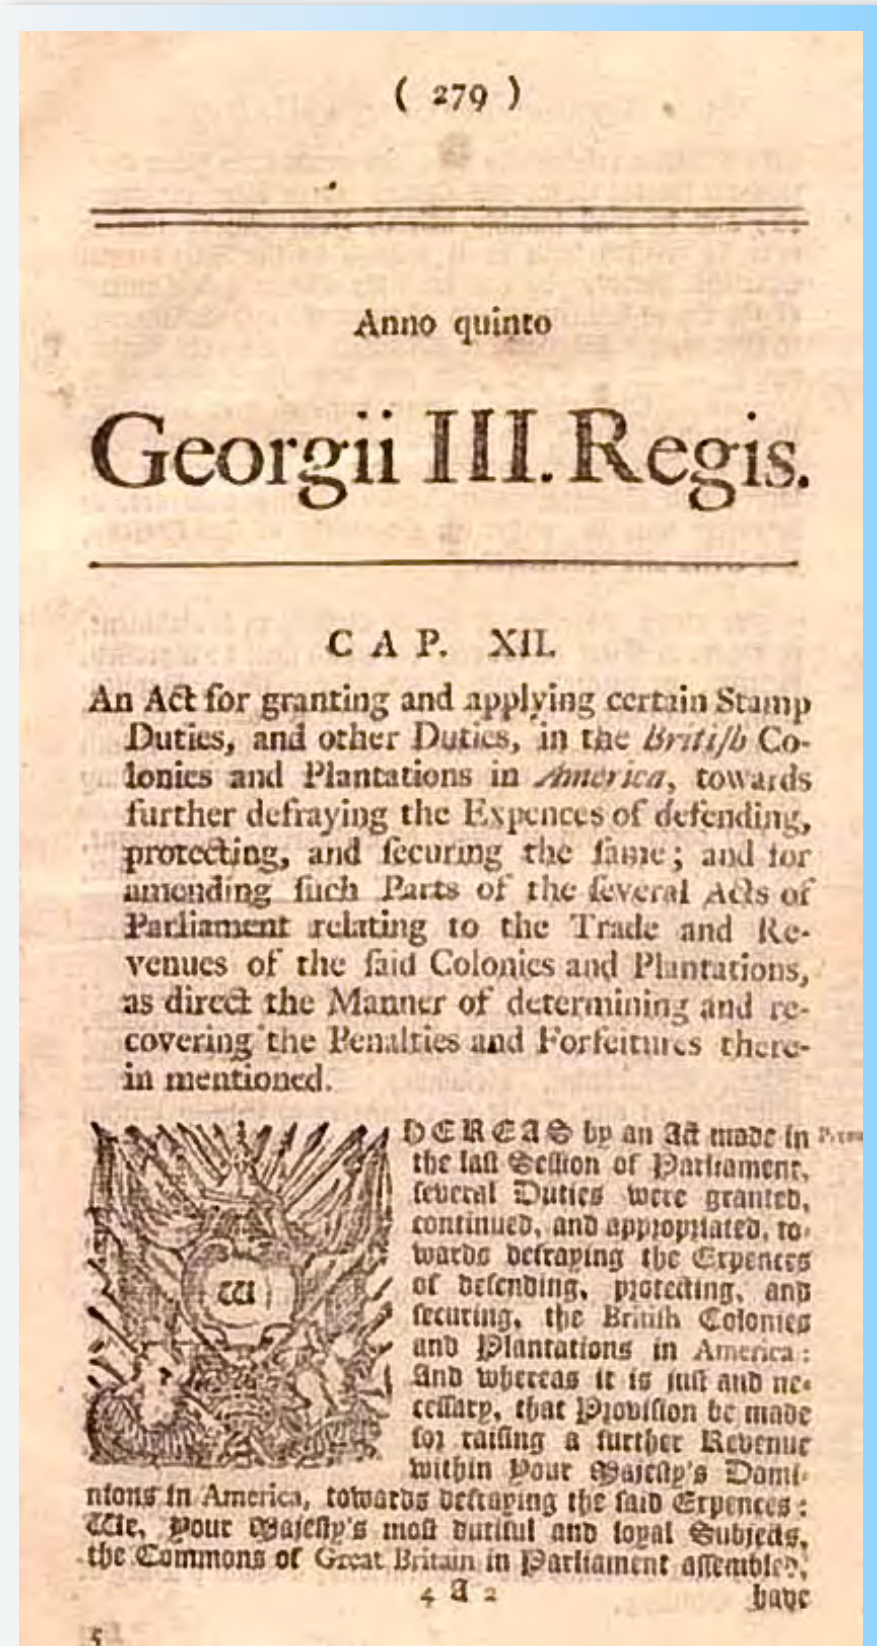 ( 279 )
Anno quinto
Georgii III. Regis.
CAP. XII.
An Act for granting and applying certain Stamp
Duties, and other Duties, in the Britiſh Co-
lonies and Plantations in America, towards
further defraying the Expences of defending,
protecting, and ſecuring the ſame; and for
amending ſuch Parts of the ſeveral Acts of
Parliament relating to the Trade and Re-
venues of the ſaid Colonies and Plantations,
as direct the Manner of determining and re-
covering the Penalties and Forfeitures there-
in mentioned.
WHEREAS by an Act made in
the laſt Seſſion of Parliament,
ſeveral Duties were granted,
continued, and appropriated, to-
wards defraying the Expences
of defending, protecting, and
ſecuring, the Britiſh Colonies
and Plantations in America:
And whereas it is juſt and ne-
ceſſary, that Proviſion be made
for raiſing a further Revenue
within Your Majeſty's Domi-
nions in America, towards defraying the ſaid Expences:
We, Your Majeſty's moſt dutiful and loyal Subjects,
the Commons of Great Britain in Parliament aſſembled,
4 A 2 have
5